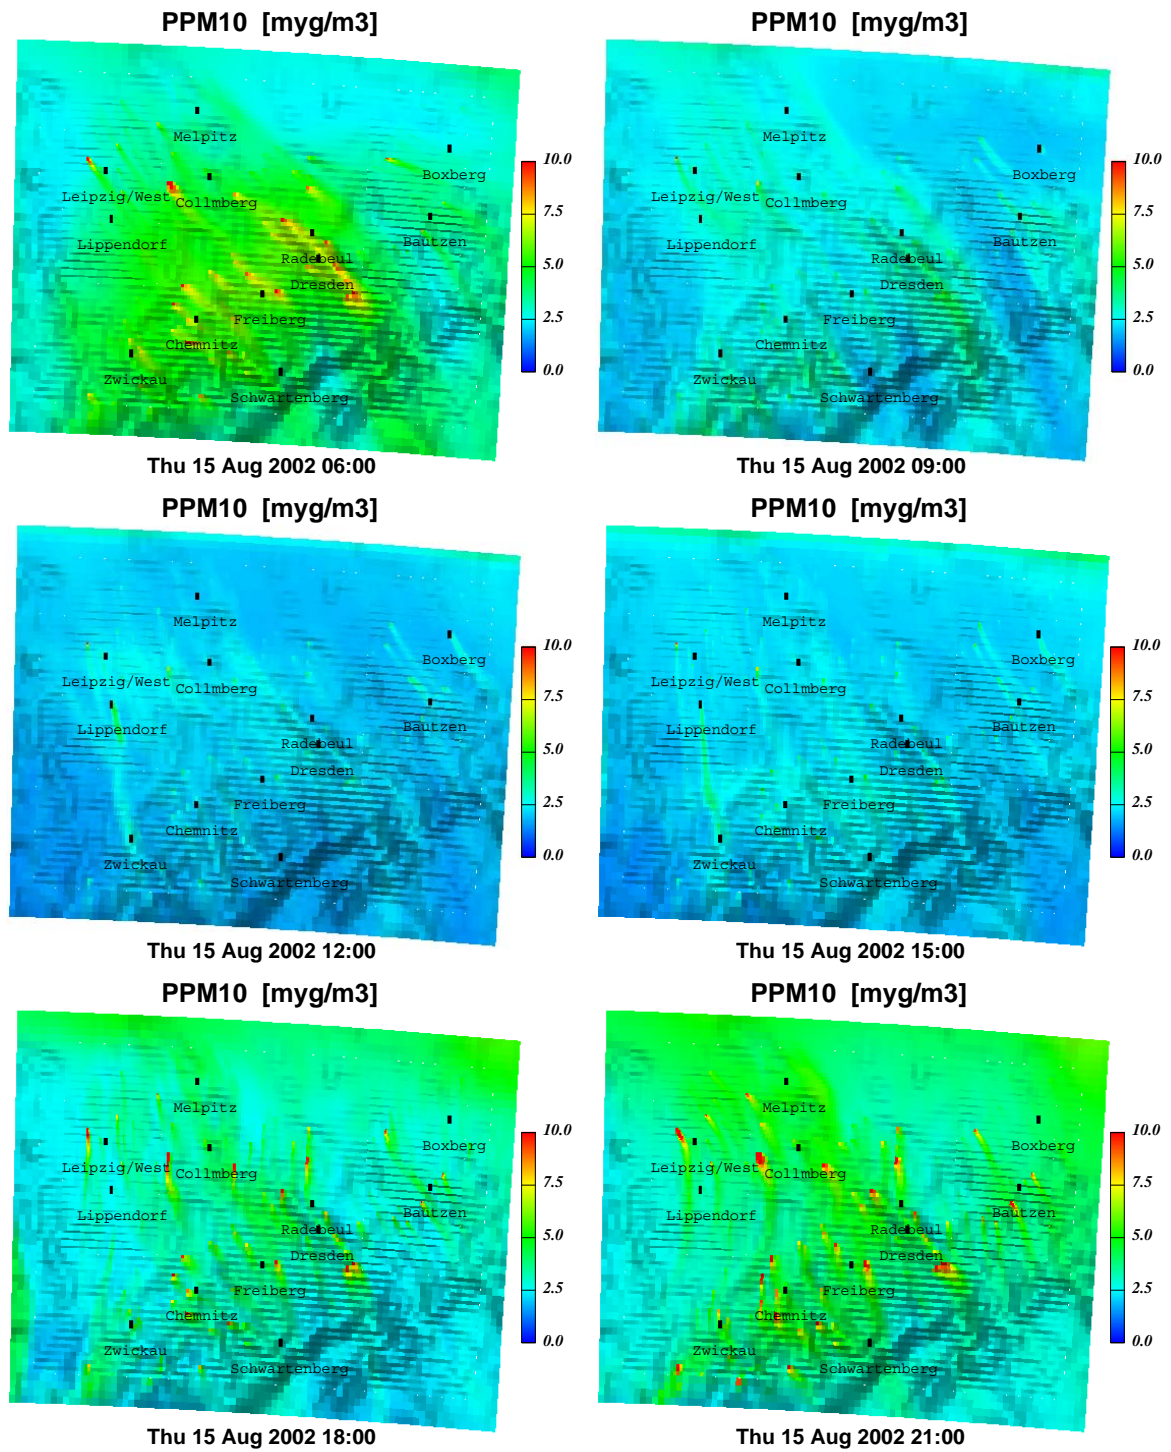 PPM10 [myg/m3]
Melpitz
Boxberg
Leipzig/West
Collmberg
Lippendorf
Bautzen
Radebeul
Dresden
Freiberg
Chemnitz
Zwickau
Schwartenberg
10.0
7.5
5.0
2.5
0.0
Thu 15 Aug 2002 06:00
PPM10 [myg/m3]
Melpitz
Boxberg
Leipzig/West
Collmberg
Lippendorf
Bautzen
Radebeul
Dresden
Freiberg
Chemnitz
Zwickau
Schwartenberg
10.0
7.5
5.0
2.5
0.0
Thu 15 Aug 2002 09:00
PPM10 [myg/m3]
Melpitz
Boxberg
Leipzig/West
Collmberg
Lippendorf
Bautzen
Radebeul
Dresden
Freiberg
Chemnitz
Zwickau
Schwartenberg
10.0
7.5
5.0
2.5
0.0
Thu 15 Aug 2002 12:00
PPM10 [myg/m3]
Melpitz
Boxberg
Leipzig/West
Collmberg
Lippendorf
Bautzen
Radebeul
Dresden
Freiberg
Chemnitz
Zwickau
Schwartenberg
10.0
7.5
5.0
2.5
0.0
Thu 15 Aug 2002 15:00
PPM10 [myg/m3]
Melpitz
Boxberg
Leipzig/West
Collmberg
Lippendorf
Bautzen
Radebeul
Dresden
Freiberg
Chemnitz
Zwickau
Schwartenberg
10.0
7.5
5.0
2.5
0.0
Thu 15 Aug 2002 18:00
PPM10 [myg/m3]
Melpitz
Boxberg
Leipzig/West
Collmberg
Lippendorf
Bautzen
Radebeul
Dresden
Freiberg
Chemnitz
Zwickau
Schwartenberg
10.0
7.5
5.0
2.5
0.0
Thu 15 Aug 2002 21:00